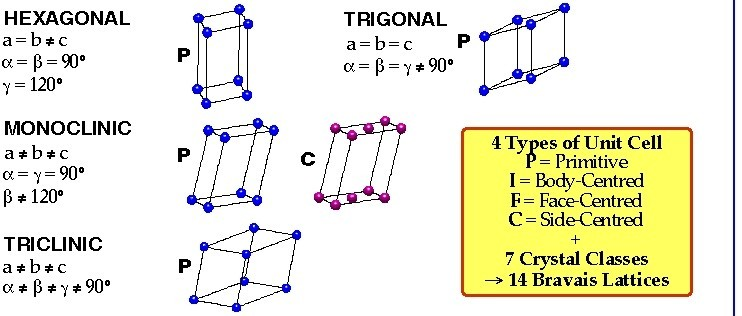 HEXAGONAL
a = b ≠ c
α = β = 90°
γ = 120°
P
TRIGONAL
a = b = c
α = β = γ ≠ 90°
P
MONOCLINIC
a ≠ b ≠ c
α = γ = 90°
β ≠ 120°
P
C
TRICLINIC
a ≠ b ≠ c
α ≠ β ≠ γ ≠ 90°
P
4 Types of Unit Cell
P = Primitive
I = Body-Centred
F = Face-Centred
C = Side-Centred
+
7 Crystal Classes
→ 14 Bravais Lattices